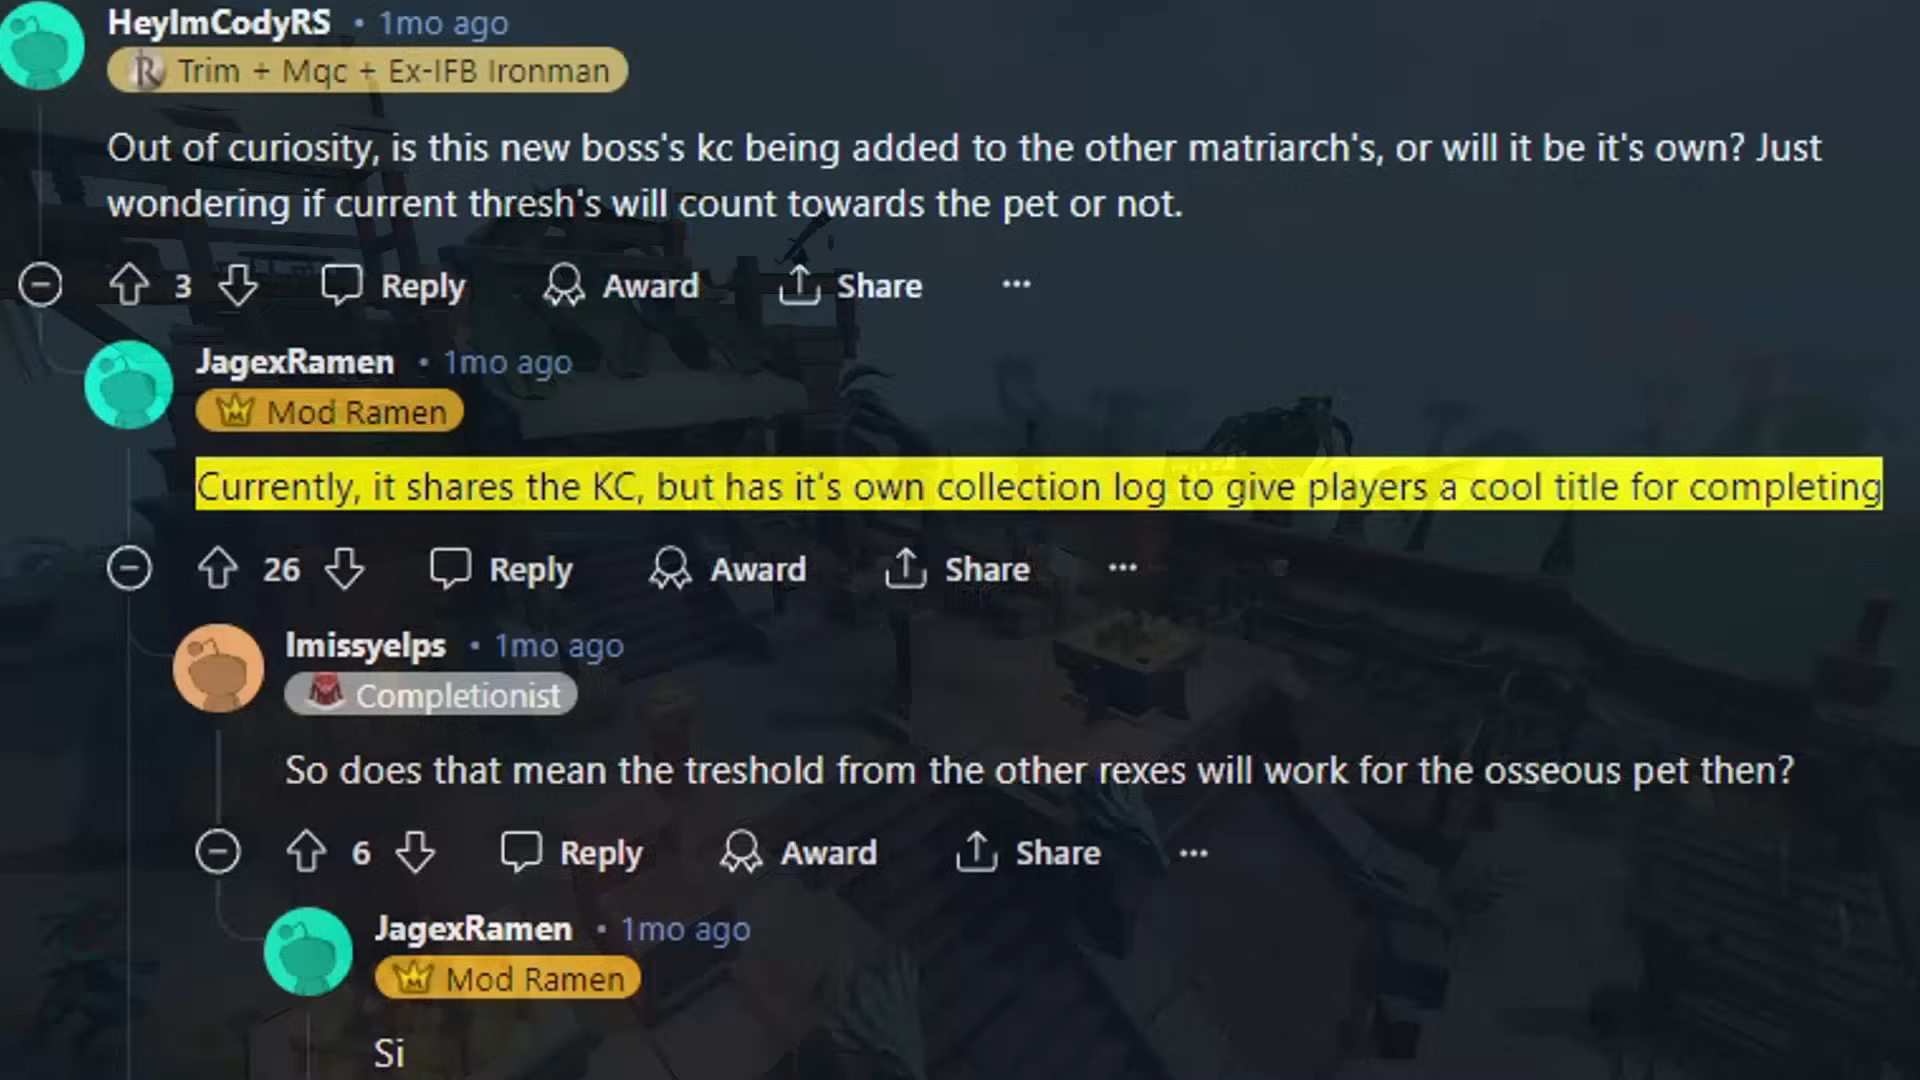 HeyImCodyRS • 1mo ago
Trim + Mqc + Ex-IFB Ironman
Out of curiosity, is this new boss's kc being added to the other matriarch's, or will it be it's own? Just
wondering if current thresh's will count towards the pet or not.
3 Reply Award Share ...
JagexRamen • 1mo ago
Mod Ramen
Currently, it shares the KC, but has it's own collection log to give players a cool title for completing
26 Reply Award Share ...
Imissyelps • 1mo ago
Completionist
So does that mean the treshold from the other rexes will work for the osseous pet then?
6 Reply Award Share ...
JagexRamen • 1mo ago
Mod Ramen
Si